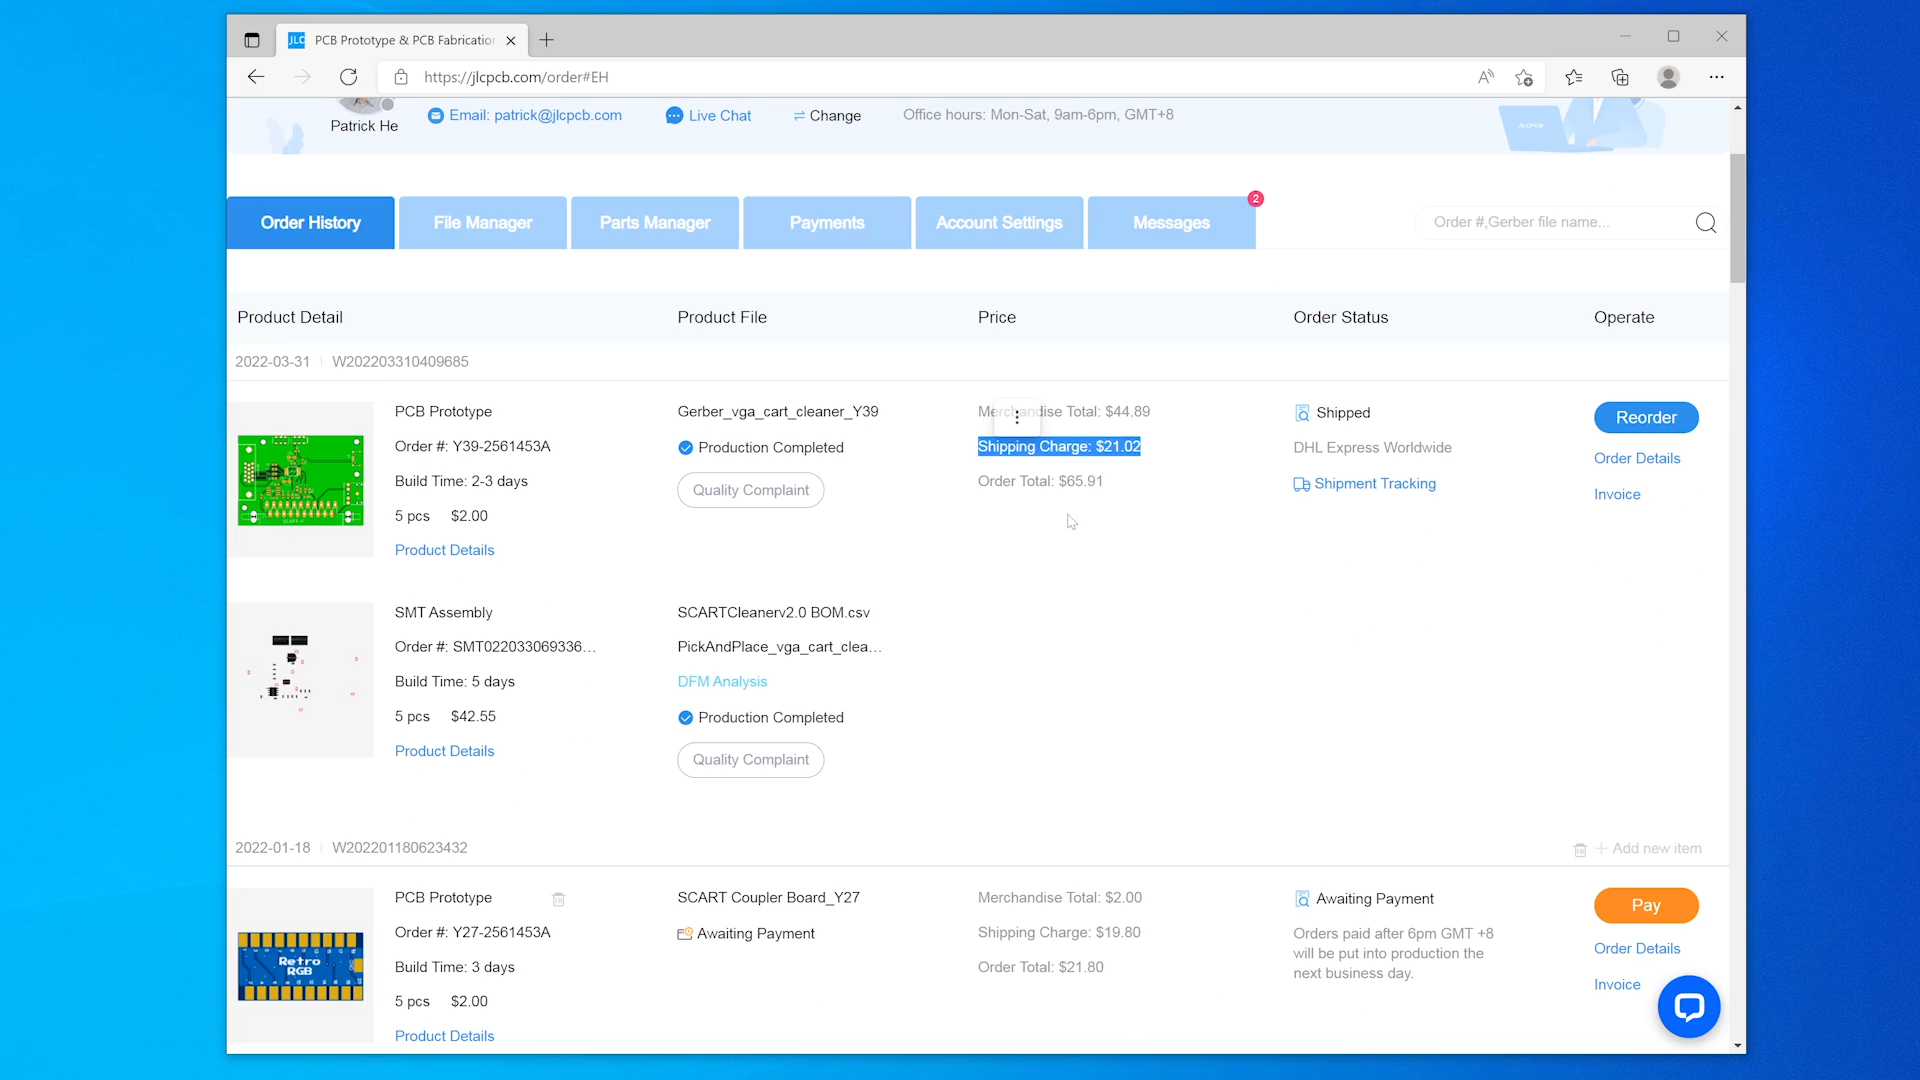 JLC PCB Prototype & PCB Fabrication
https://jlcpcb.com/order#EH
Patrick He
Email: patrick@jlcpcb.com
Live Chat
Change
Office hours: Mon-Sat, 9am-6pm, GMT+8
JLCPCB
Order History
File Manager
Parts Manager
Payments
Account Settings
Messages
2
Order #,Gerber file name...
Product Detail
Product File
Price
Order Status
Operate
2022-03-31
W202203310409685
PCB Prototype
Order #: Y39-2561453A
Build Time: 2-3 days
5 pcs $2.00
Product Details
Gerber_vga_cart_cleaner_Y39
Production Completed
Quality Complaint
Merchandise Total: $44.89
Shipping Charge: $21.02
Order Total: $65.91
Shipped
DHL Express Worldwide
Shipment Tracking
Reorder
Order Details
Invoice
SMT Assembly
Order #: SMT022033069336...
Build Time: 5 days
5 pcs $42.55
Product Details
SCARTCleanerv2.0 BOM.csv
PickAndPlace_vga_cart_clea...
DFM Analysis
Production Completed
Quality Complaint
2022-01-18
W202201180623432
+ Add new item
PCB Prototype
Order #: Y27-2561453A
Build Time: 3 days
5 pcs $2.00
Product Details
Retro
RGB
SCART Coupler Board_Y27
Awaiting Payment
Merchandise Total: $2.00
Shipping Charge: $19.80
Order Total: $21.80
Awaiting Payment
Orders paid after 6pm GMT +8
will be put into production the
next business day.
Pay
Order Details
Invoice